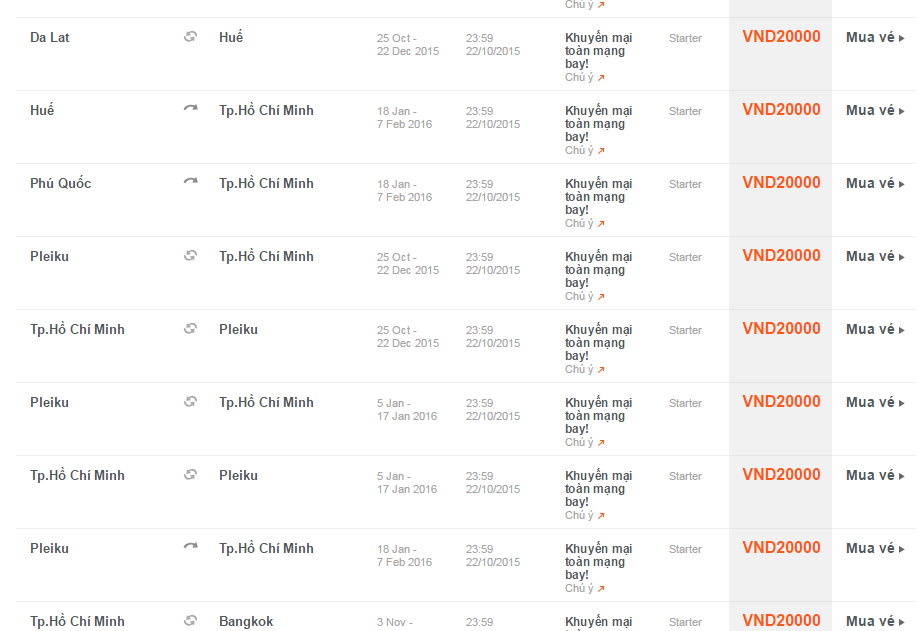 Chú ý
Da Lat Huế 25 Oct - 23:59 Khuyến mại Starter VND20000 Mua vé
22 Dec 2015 22/10/2015 toàn mạng
bay!
Chú ý
Huế Tp.Hồ Chí Minh 18 Jan - 23:59 Khuyến mại Starter VND20000 Mua vé
7 Feb 2016 22/10/2015 toàn mạng
bay!
Chú ý
Phú Quốc Tp.Hồ Chí Minh 18 Jan - 23:59 Khuyến mại Starter VND20000 Mua vé
7 Feb 2016 22/10/2015 toàn mạng
bay!
Chú ý
Pleiku Tp.Hồ Chí Minh 25 Oct - 23:59 Khuyến mại Starter VND20000 Mua vé
22 Dec 2015 22/10/2015 toàn mạng
bay!
Chú ý
Tp.Hồ Chí Minh Pleiku 25 Oct - 23:59 Khuyến mại Starter VND20000 Mua vé
22 Dec 2015 22/10/2015 toàn mạng
bay!
Chú ý
Pleiku Tp.Hồ Chí Minh 5 Jan - 23:59 Khuyến mại Starter VND20000 Mua vé
17 Jan 2016 22/10/2015 toàn mạng
bay!
Chú ý
Tp.Hồ Chí Minh Pleiku 5 Jan - 23:59 Khuyến mại Starter VND20000 Mua vé
17 Jan 2016 22/10/2015 toàn mạng
bay!
Chú ý
Pleiku Tp.Hồ Chí Minh 18 Jan - 23:59 Khuyến mại Starter VND20000 Mua vé
7 Feb 2016 22/10/2015 toàn mạng
bay!
Chú ý
Tp.Hồ Chí Minh Bangkok 3 Nov - 23:59 Khuyến mại Starter VND20000 Mua vé